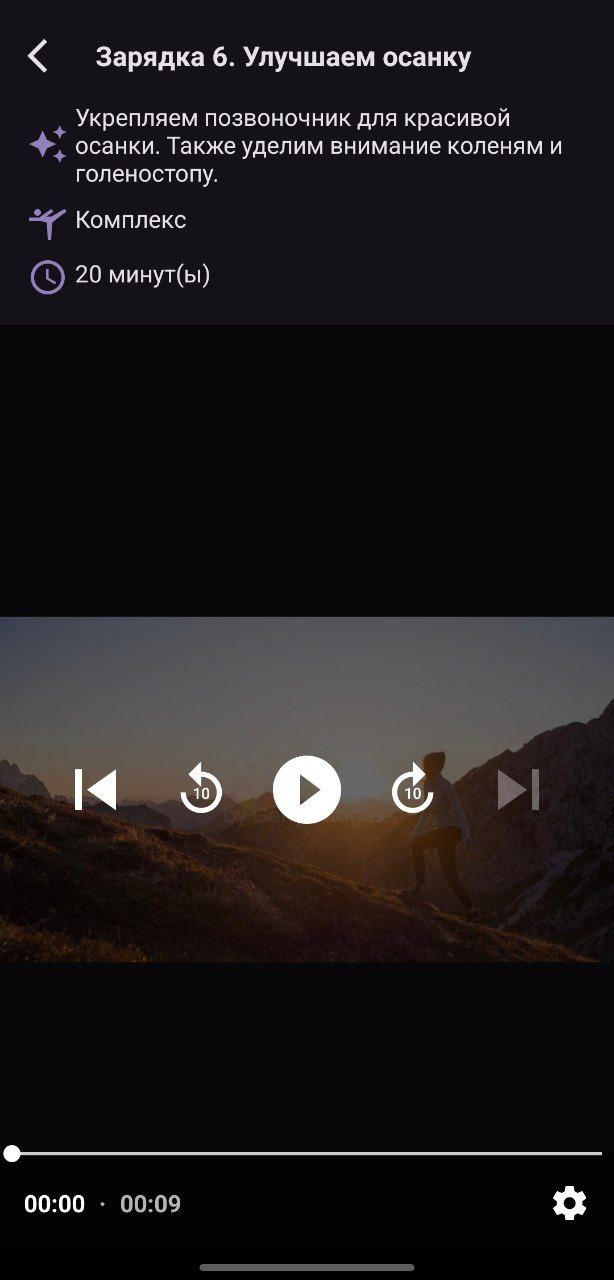 Зарядка 6. Улучшаем осанку
Укрепляем позвоночник для красивой
осанки. Также уделим внимание коленям и
голеностопу.
Комплекс
20 минут(ы)
10
10
00:00 · 00:09